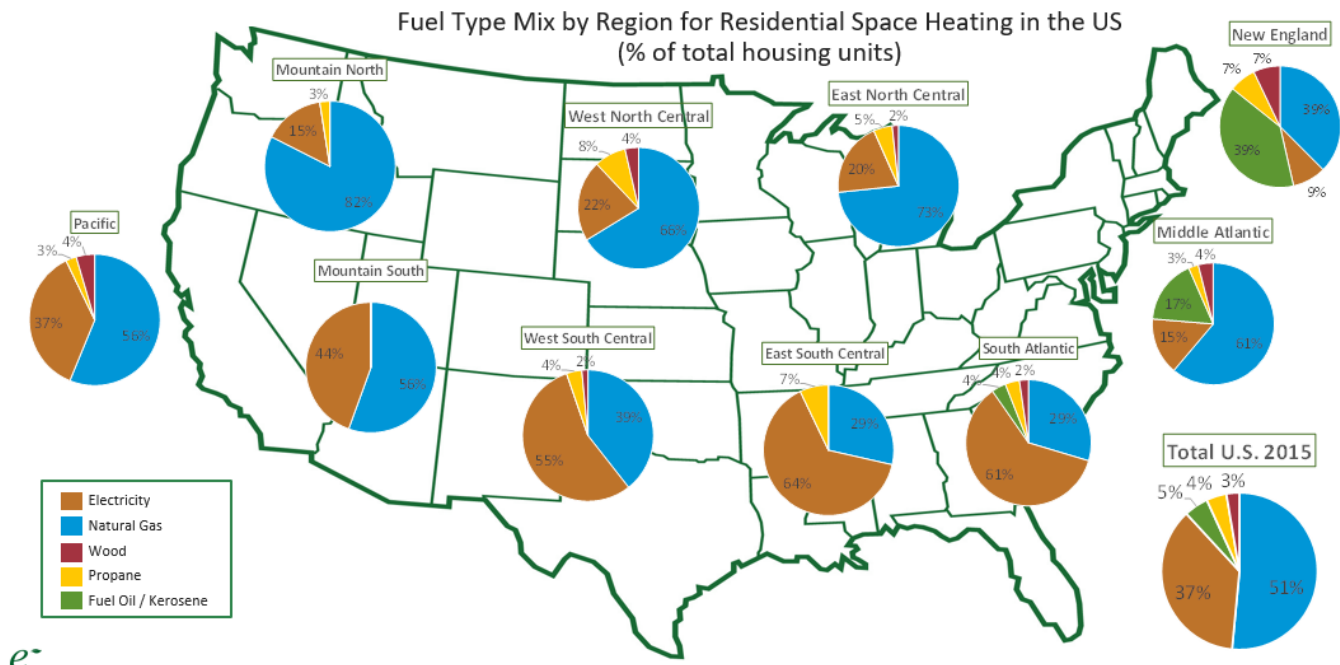 Fuel Type Mix by Region for Residential Space Heating in the US
(% of total housing units)
New England
7%
7%
39%
39%
9%
Mountain North
3%
15%
82%
West North Central
4%
8%
22%
66%
East North Central
5%
2%
20%
73%
Pacific
3%
4%
37%
56%
Mountain South
44%
56%
Middle Atlantic
3%
4%
17%
15%
61%
West South Central
4%
2%
39%
55%
East South Central
7%
29%
64%
South Atlantic
4%
4%
2%
29%
61%
Total U.S. 2015
5%
4%
3%
37%
51%
Electricity
Natural Gas
Wood
Propane
Fuel Oil / Kerosene
e